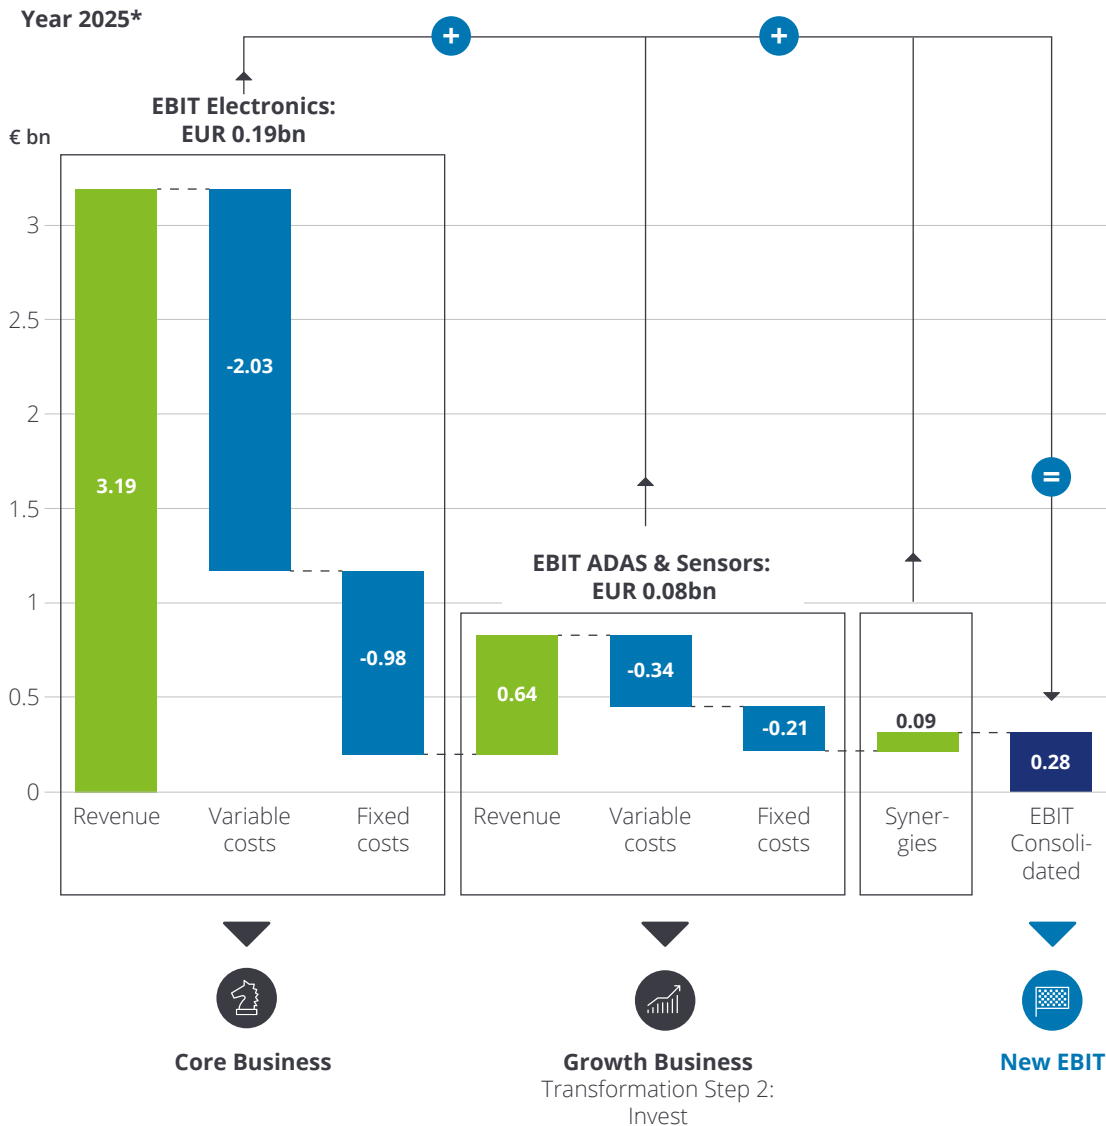 Year 2025*
+
+
EBIT Electronics:
EUR 0.19bn
€ bn
3
2.5
2
1.5
1
0.5
0
3.19
-2.03
-0.98
=
EBIT ADAS & Sensors:
EUR 0.08bn
0.64
-0.34
-0.21
0.09
0.28
Revenue
Variable
costs
Fixed
costs
Revenue
Variable
costs
Fixed
costs
Syner-
gies
EBIT
Consoli-
dated
Core Business
Growth Business
Transformation Step 2:
Invest
New EBIT